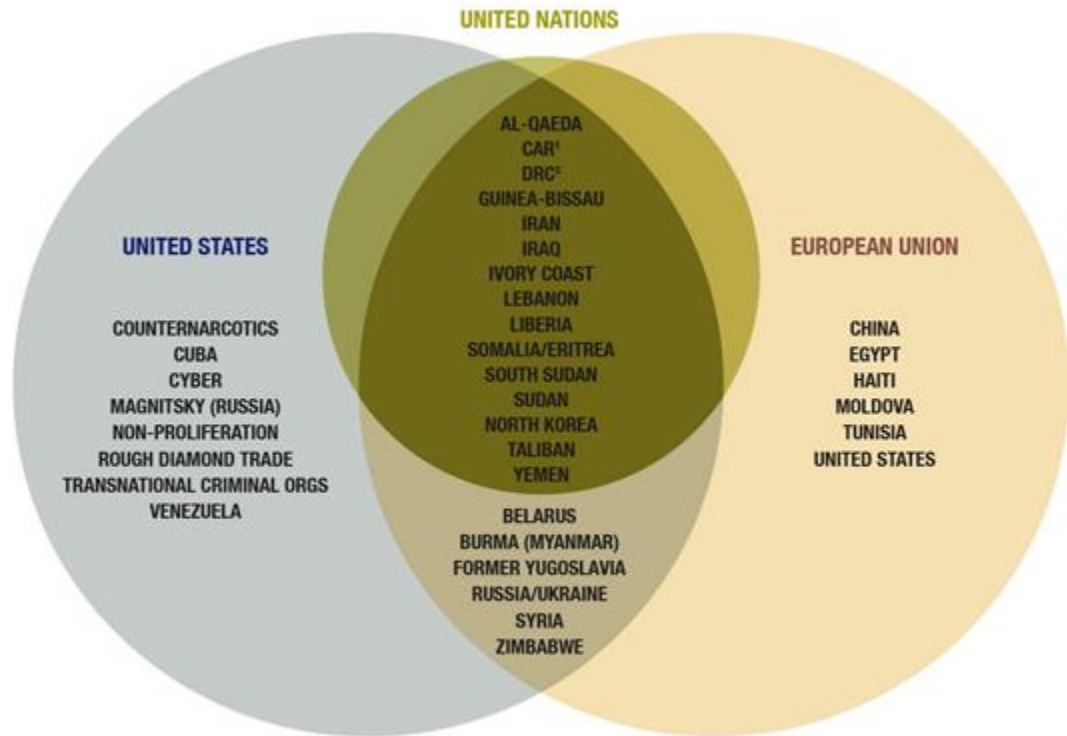 UNITED NATIONS
UNITED STATES
COUNTERNARCOTICS
CUBA
CYBER
MAGNITSKY (RUSSIA)
NON-PROLIFERATION
ROUGH DIAMOND TRADE
TRANSNATIONAL CRIMINAL ORGS
VENEZUELA
AL-QAEDA
CAR¹
DRC²
GUINEA-BISSAU
IRAN
IRAQ
IVORY COAST
LEBANON
LIBERIA
SOMALIA/ERITREA
SOUTH SUDAN
SUDAN
NORTH KOREA
TALIBAN
YEMEN
BELARUS
BURMA (MYANMAR)
FORMER YUGOSLAVIA
RUSSIA/UKRAINE
SYRIA
ZIMBABWE
EUROPEAN UNION
CHINA
EGYPT
HAITI
MOLDOVA
TUNISIA
UNITED STATES